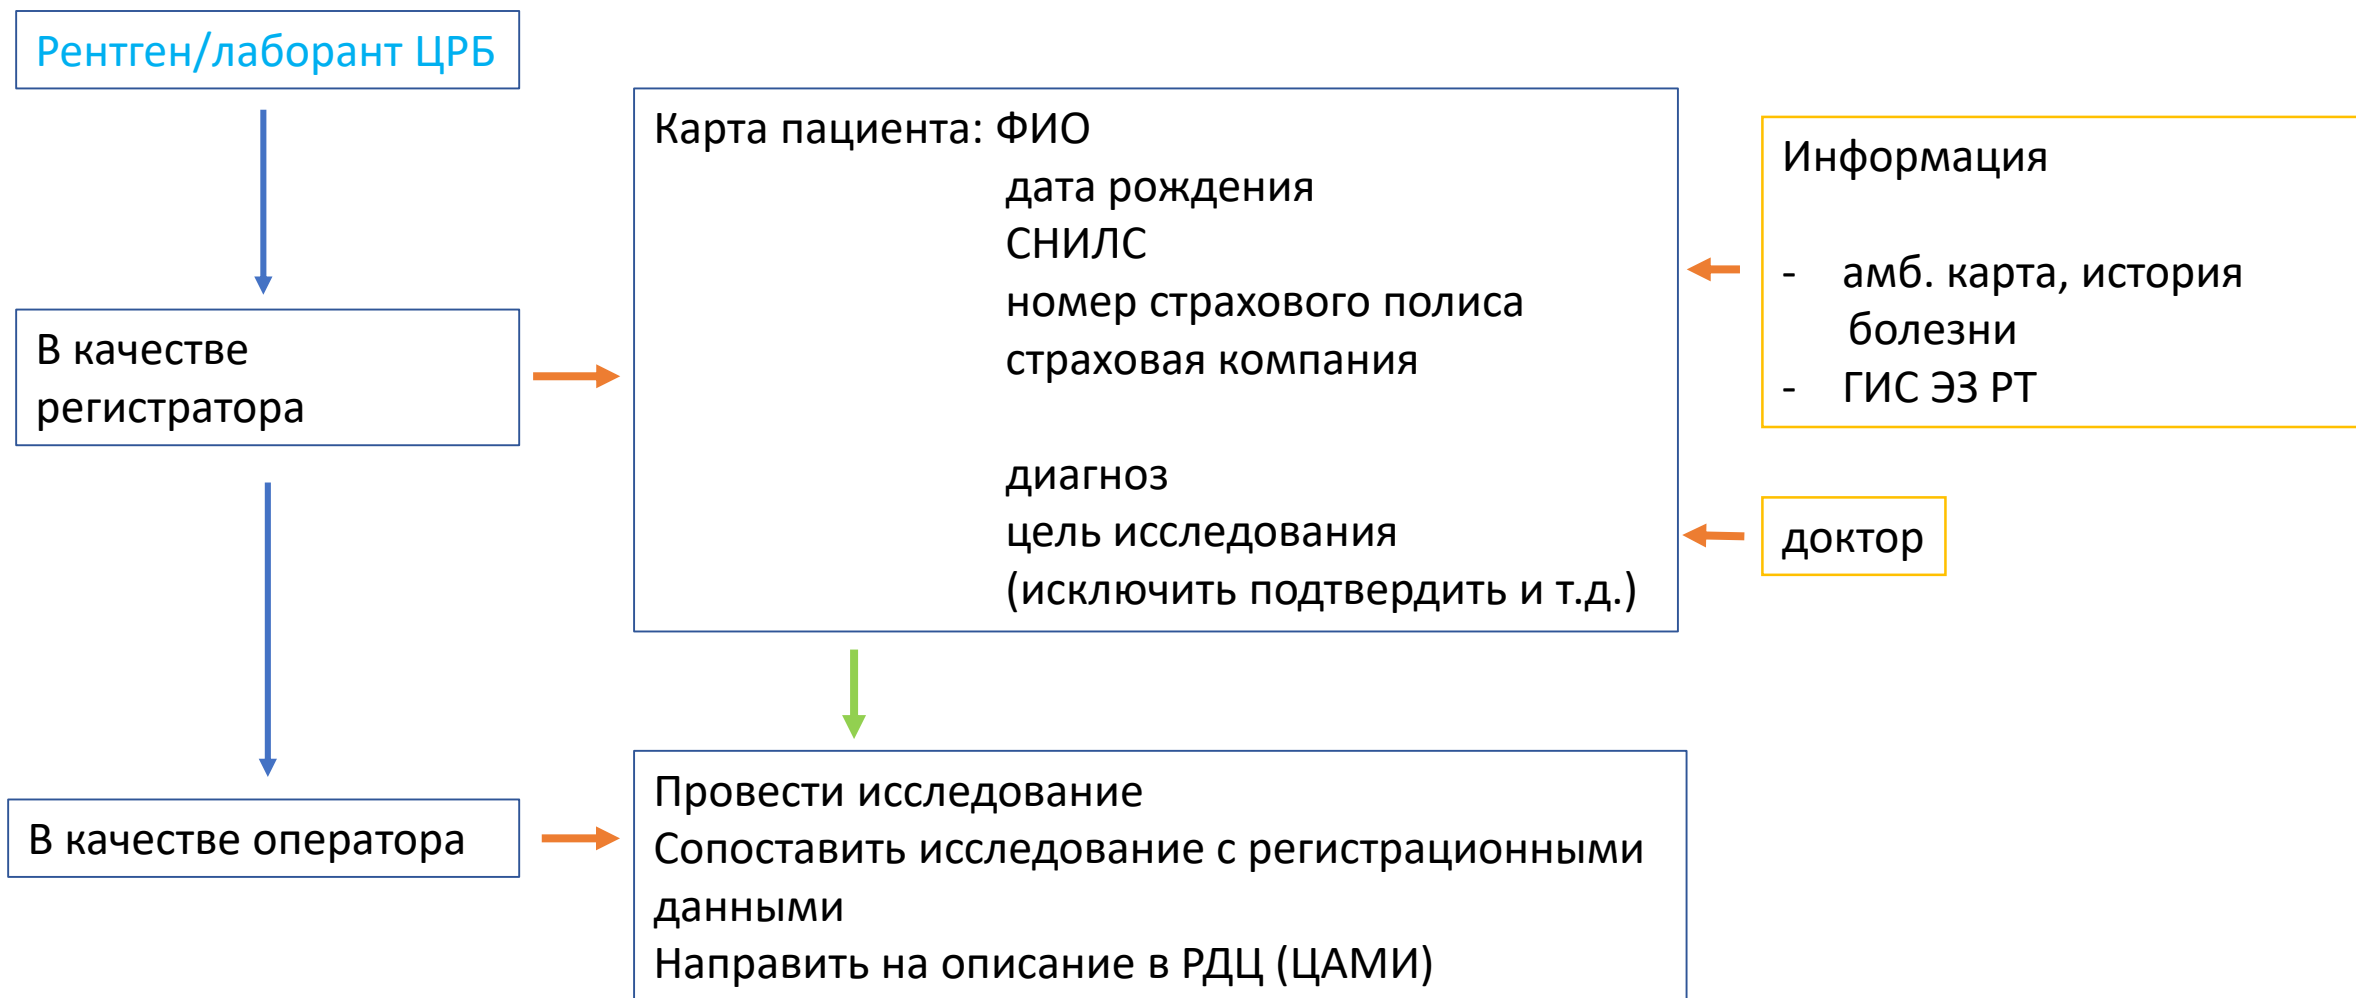 Рентген/лаборант ЦРБ
В качестве
регистратора
Карта пациента: ФИО
дата рождения
СНИЛС
номер страхового полиса
страховая компания
диагноз
цель исследования
(исключить подтвердить и т.д.)
Информация
- амб. карта, история
болезни
- ГИС ЭЗ РТ
доктор
В качестве оператора
Провести исследование
Сопоставить исследование с регистрационными
данными
Направить на описание в РДЦ (ЦАМИ)